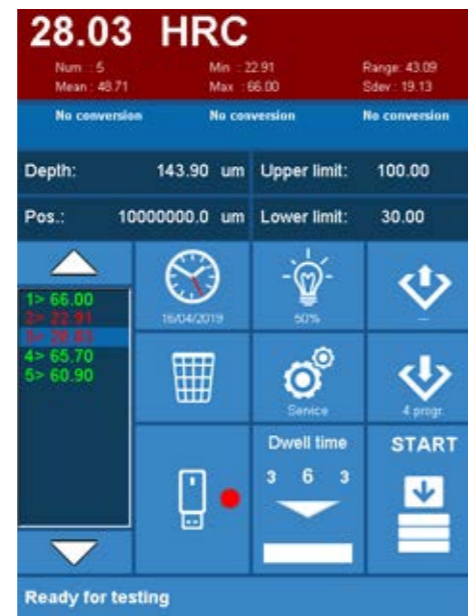 28.03 HRC
Num : 5 Min : 22.91 Range: 43.09
Mean : 48.71 Max : 66.00 Sdev : 19.13
No conversion No conversion No conversion
Depth: 143.90 um Upper limit: 100.00
Pos.: 10000000.0 um Lower limit: 30.00
1> 66.00
2> 22.91
3> 28.03
4> 65.70
5> 60.90
16/04/2019
50%
---
Service
4 progr.
Dwell time
3 6 3
START
Ready for testing